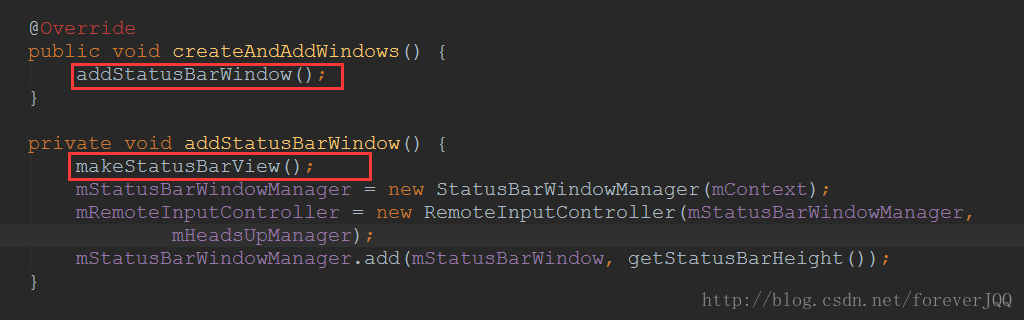 @Override
public void createAndAddWindows() {
addStatusBarWindow();
}
private void addStatusBarWindow() {
makeStatusBarView();
mStatusBarWindowManager = new StatusBarWindowManager(mContext);
mRemoteInputController = new RemoteInputController(mStatusBarWindowManager,
mHeadsUpManager);
mStatusBarWindowManager.add(mStatusBarWindow, getStatusBarHeight());
}
http://blog.csdn.net/foreverJQQ